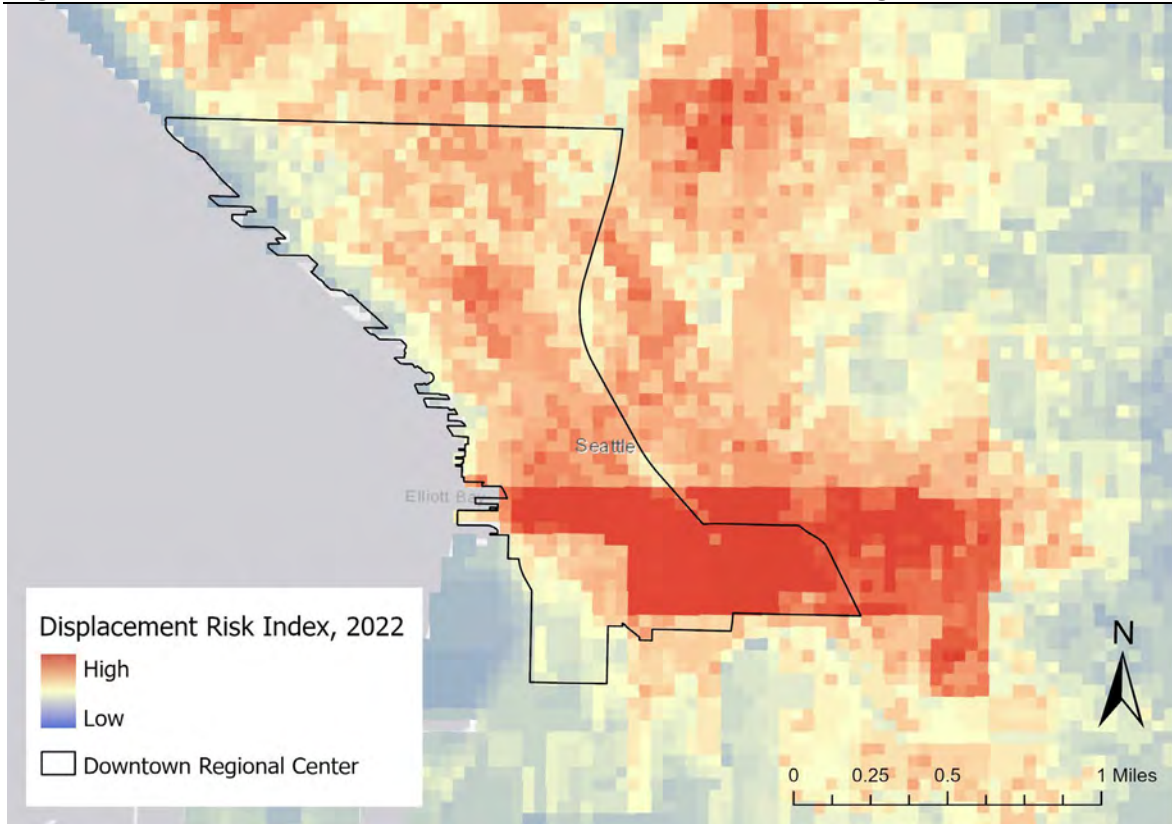 Seattle
Elliott Bay
Displacement Risk Index, 2022
High
Low
Downtown Regional Center
N
0 0.25 0.5 1 Miles